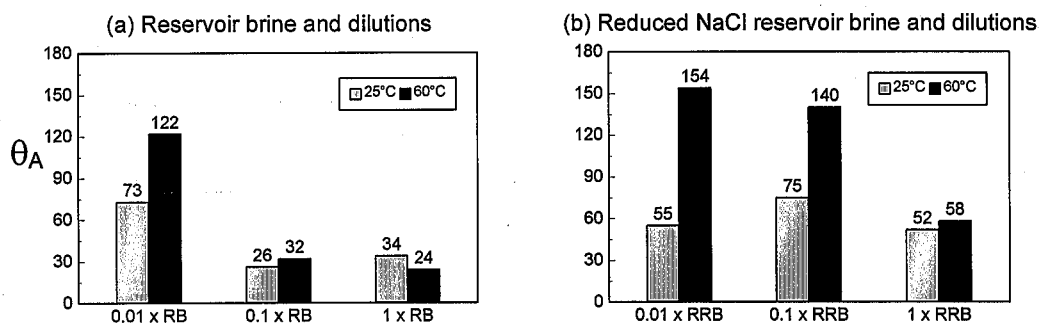 (a) Reservoir brine and dilutions
θA
180
150
120
90
60
30
0
25°C 60°C
73
122
26
32
34
24
0.01 x RB
0.1 x RB
1 x RB
(b) Reduced NaCl reservoir brine and dilutions
180
150
120
90
60
30
0
25°C 60°C
55
154
75
140
52
58
0.01 x RRB
0.1 x RRB
1 x RRB